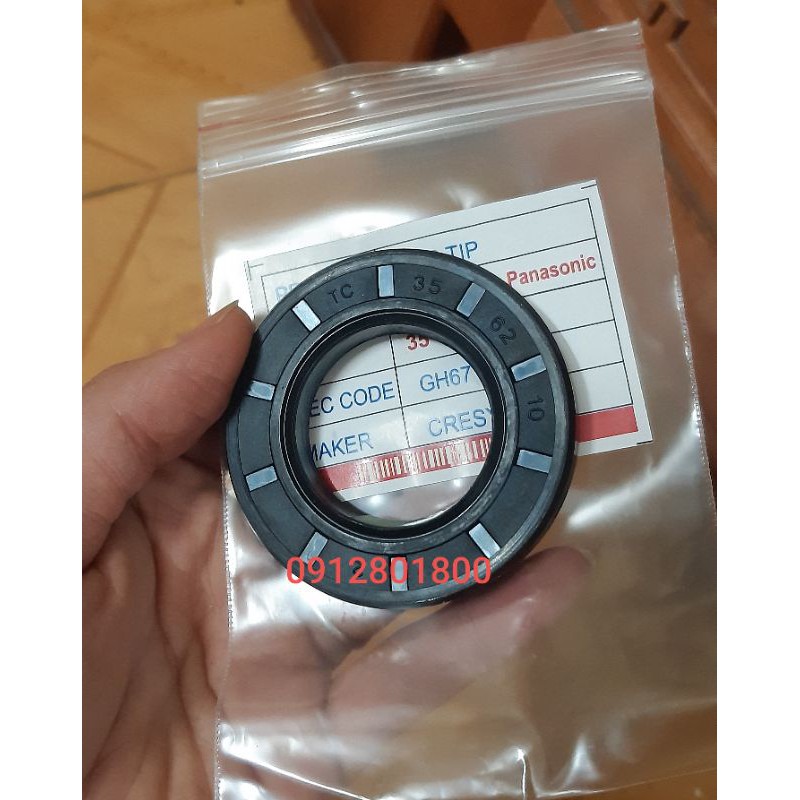 TIP
Panasonic
TC 35 62 10
35
EC CODE GH67
MAKER CRESY
0912801800